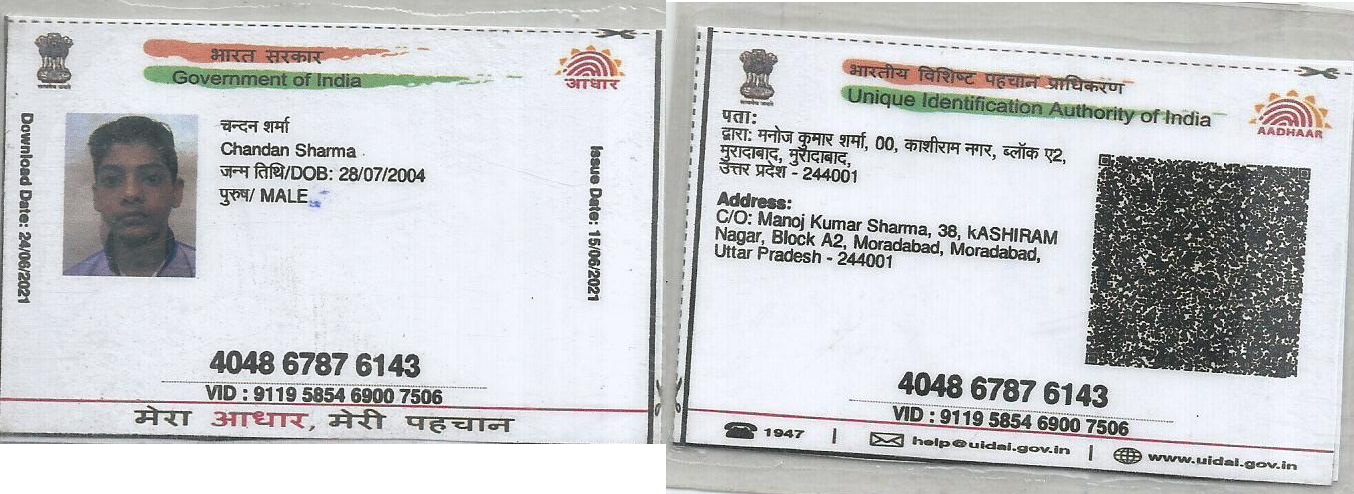 भारत सरकार
Government of India
आधार
Download Date: 24/06/2021
चन्दन शर्मा
Chandan Sharma
जन्म तिथि/DOB: 28/07/2004
पुरुष/ MALE
Issue Date: 15/06/2021
4048 6787 6143
VID : 9119 5854 6900 7506
मेरा आधार, मेरी पहचान
भारतीय विशिष्ट पहचान प्राधिकरण
Unique Identification Authority of India
AADHAAR
पता:
द्वारा: मनोज कुमार शर्मा, 00, काशीराम नगर, ब्लॉक ए2,
मुरादाबाद, मुरादाबाद,
उत्तर प्रदेश - 244001
Address:
C/O: Manoj Kumar Sharma, 38, kASHIRAM
Nagar, Block A2, Moradabad, Moradabad,
Uttar Pradesh - 244001
4048 6787 6143
VID : 9119 5854 6900 7506
1947 | help@uidai.gov.in | www.uidai.gov.in